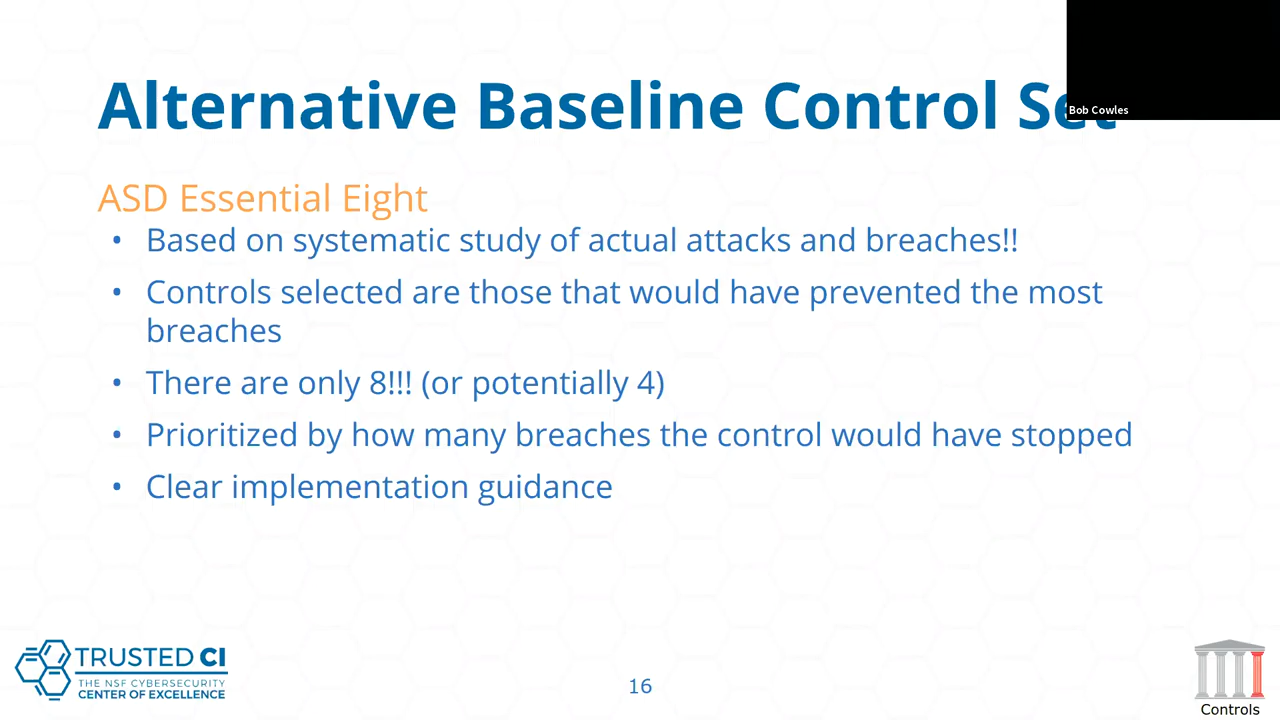 Alternative Baseline Control Set
Bob Cowles
ASD Essential Eight
• Based on systematic study of actual attacks and breaches!!
• Controls selected are those that would have prevented the most
breaches
• There are only 8!!! (or potentially 4)
• Prioritized by how many breaches the control would have stopped
• Clear implementation guidance
TRUSTED CI
THE NSF CYBERSECURITY
CENTER OF EXCELLENCE
16
Controls